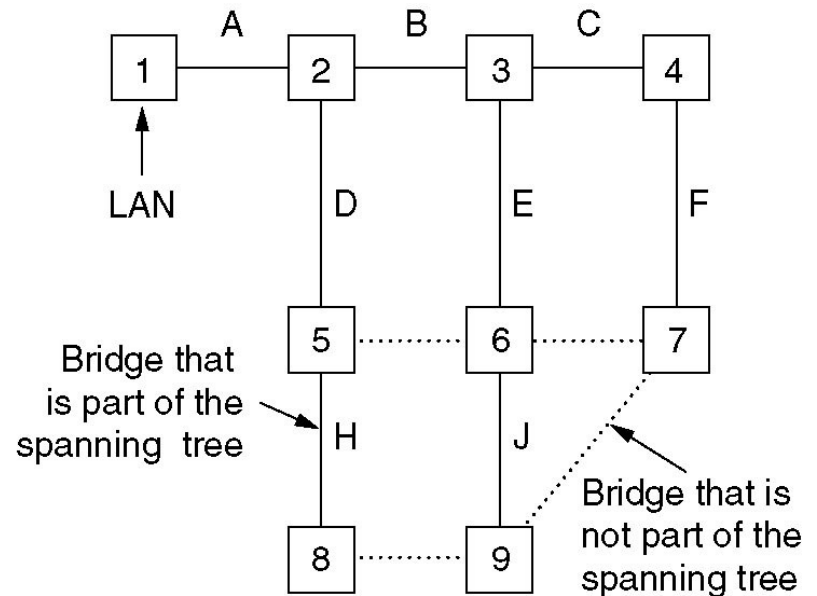 A B C
1 2 3 4
LAN D E F
5 6 7
Bridge that
is part of the
spanning tree
H J
Bridge that is
not part of the
spanning tree
8 9